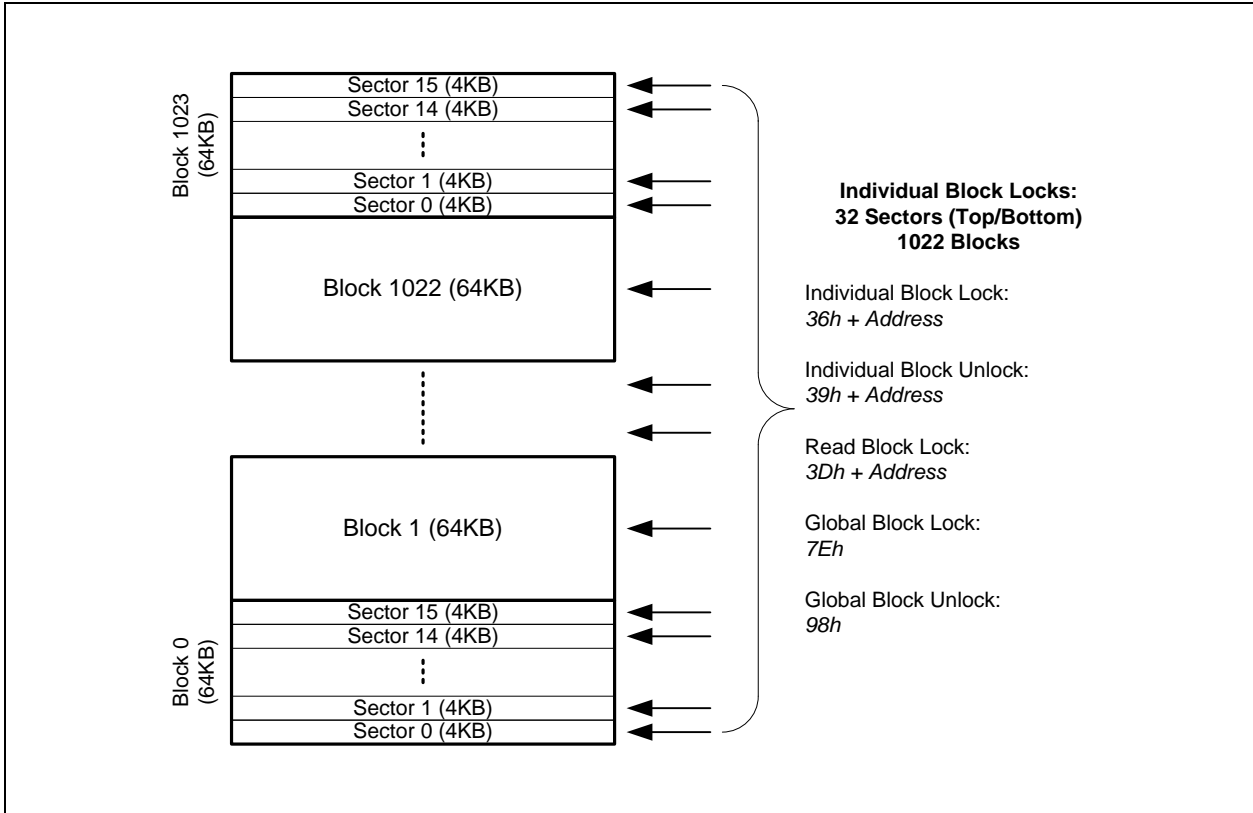 Block 1023
(64KB)
Sector 15 (4KB)
Sector 14 (4KB)
Sector 1 (4KB)
Sector 0 (4KB)
Block 1022 (64KB)
Block 1 (64KB)
Block 0
(64KB)
Sector 15 (4KB)
Sector 14 (4KB)
Sector 1 (4KB)
Sector 0 (4KB)
Individual Block Locks:
32 Sectors (Top/Bottom)
1022 Blocks
Individual Block Lock:
36h + Address
Individual Block Unlock:
39h + Address
Read Block Lock:
3Dh + Address
Global Block Lock:
7Eh
Global Block Unlock:
98h